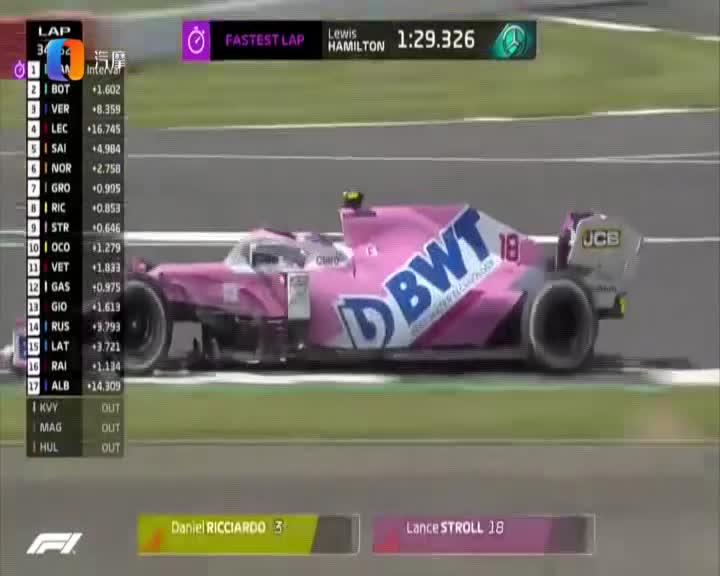 LAP
汽摩
FASTEST LAP
Lewis
HAMILTON
1:29.326
Interval
1
2 BOT +1.602
3 VER +8.359
4 LEC +16.745
5 SAI +4.984
6 NOR +2.758
7 GRO +0.995
8 RIC +0.853
9 STR +0.646
10 OCO +1.279
11 VET +1.833
12 GAS +0.975
13 GIO +1.613
14 RUS +3.793
15 LAT +3.721
16 RAI +1.134
17 ALB +14.309
KVY OUT
MAG OUT
HUL OUT
BWT
18
JCB
Daniel RICCIARDO 3
Lance STROLL 18
F1